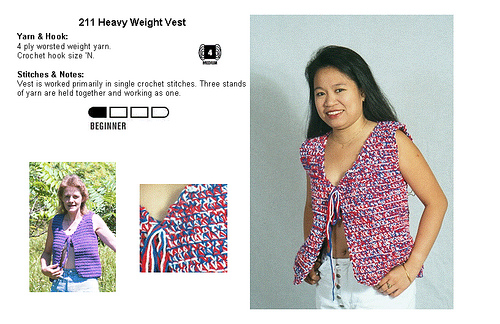 211 Heavy Weight Vest
Yarn & Hook:
4 ply worsted weight yarn.
Crochet hook size "N.
4
MEDIUM
Stitches & Notes:
Vest is worked primarily in single crochet stitches. Three stands
of yarn are held together and working as one.
BEGINNER